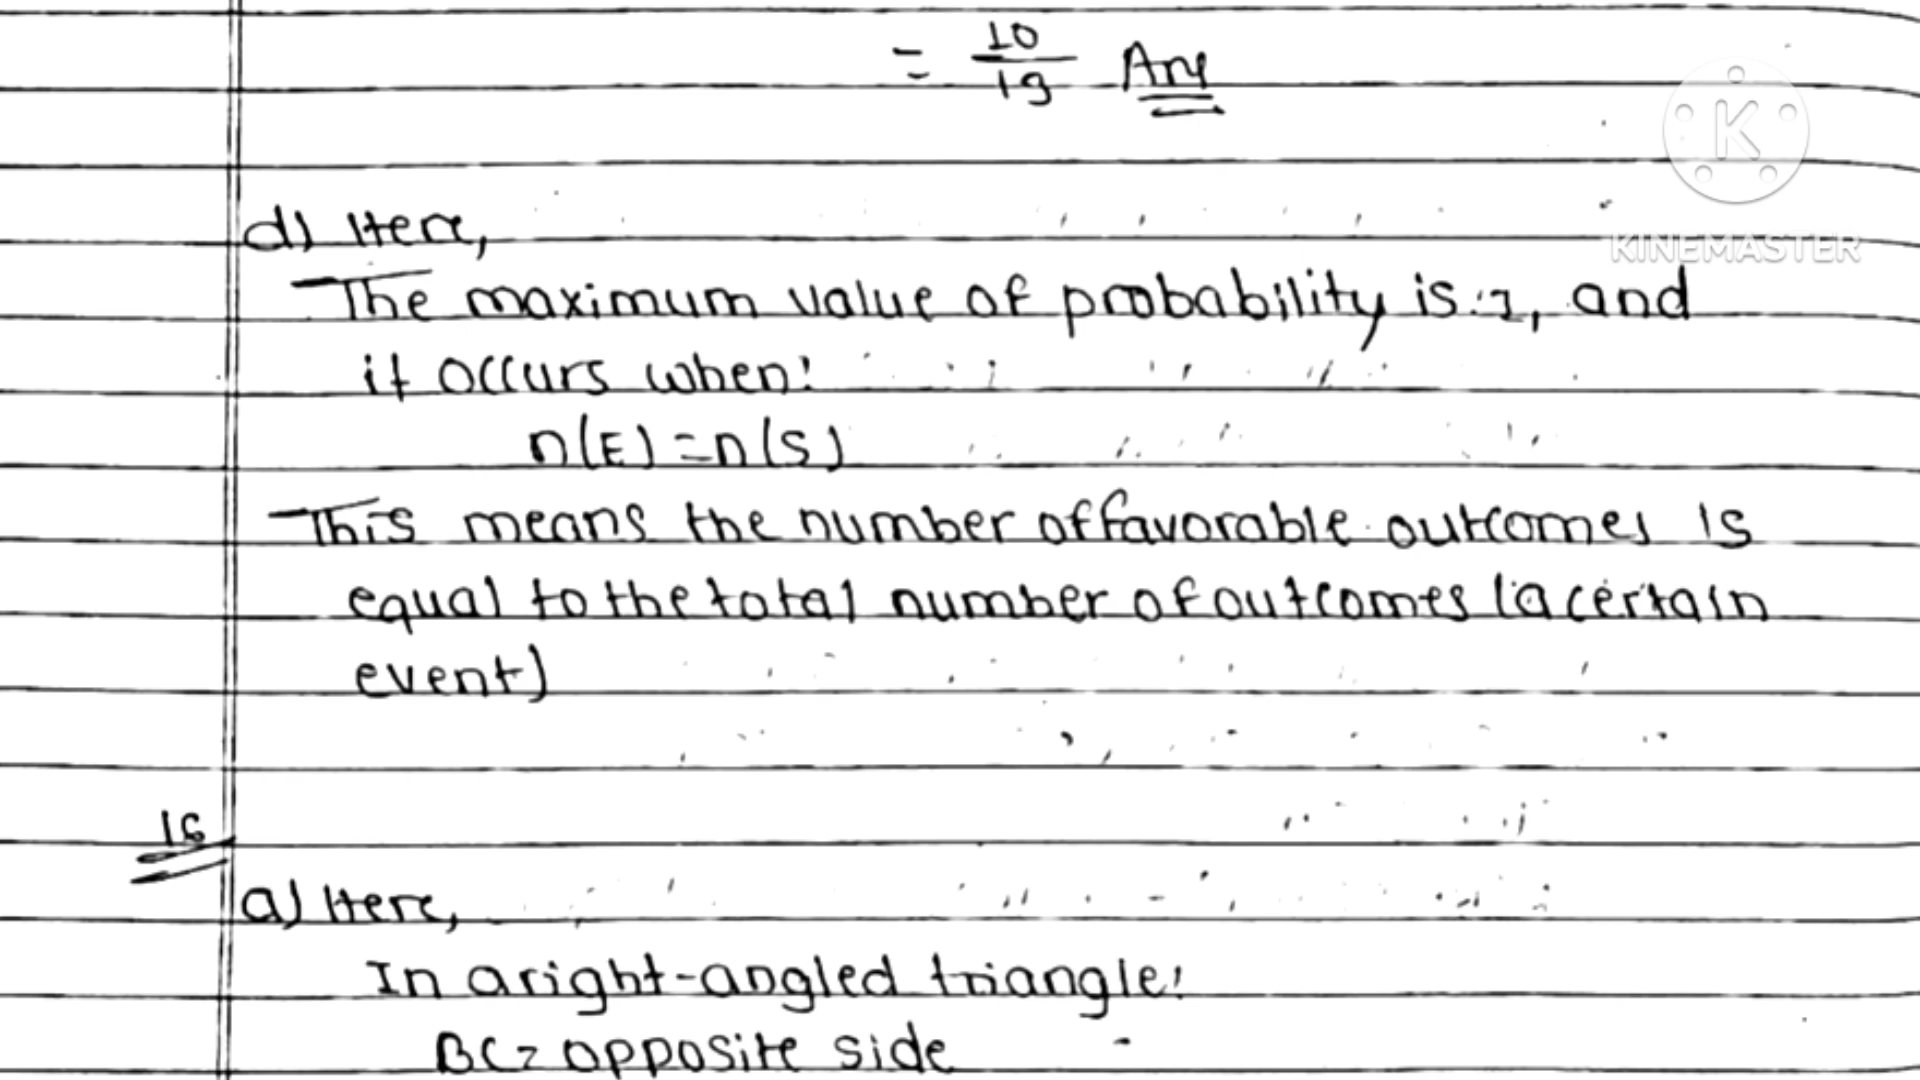 = 10/19 Ans
K
KINEMASTER
d) Here,
The maximum value of probability is 1, and
it occurs when:
n(E) = n(S)
This means the number of favorable outcomes is
equal to the total number of outcomes (a certain
event)
16
a) Here,
In a right-angled triangle:
BC = opposite side